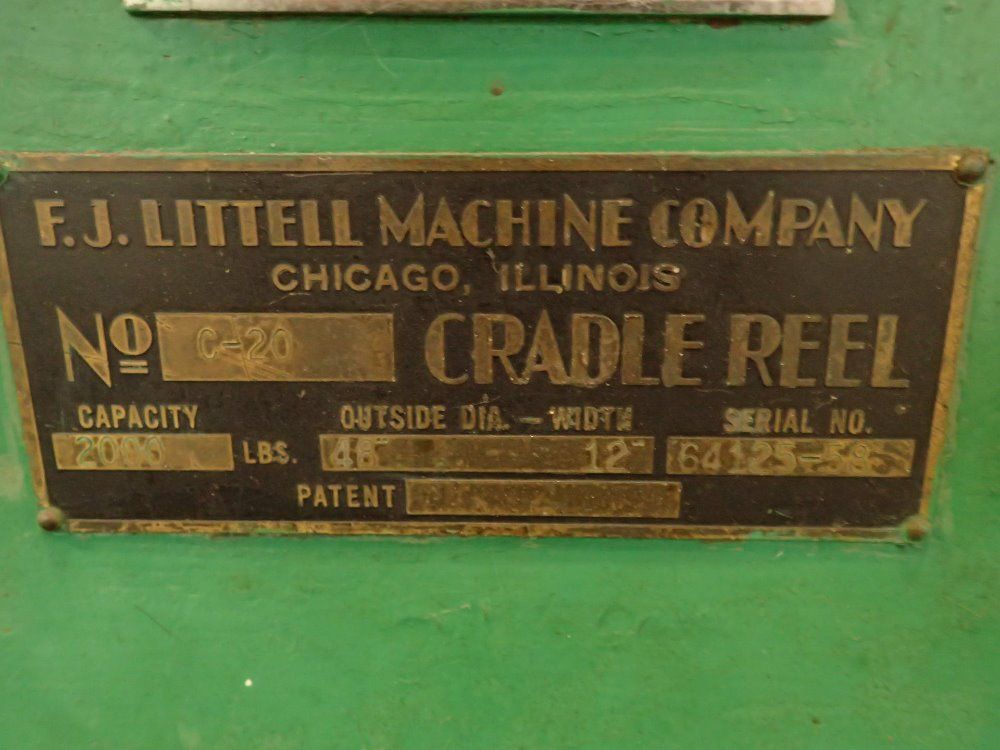 F.J. LITTELL MACHINE COMPANY
CHICAGO, ILLINOIS
No C-20 CRADLE REEL
CAPACITY OUTSIDE DIA. - WIDTH SERIAL NO.
2000 LBS. 48" 12" 64125-58
PATENT